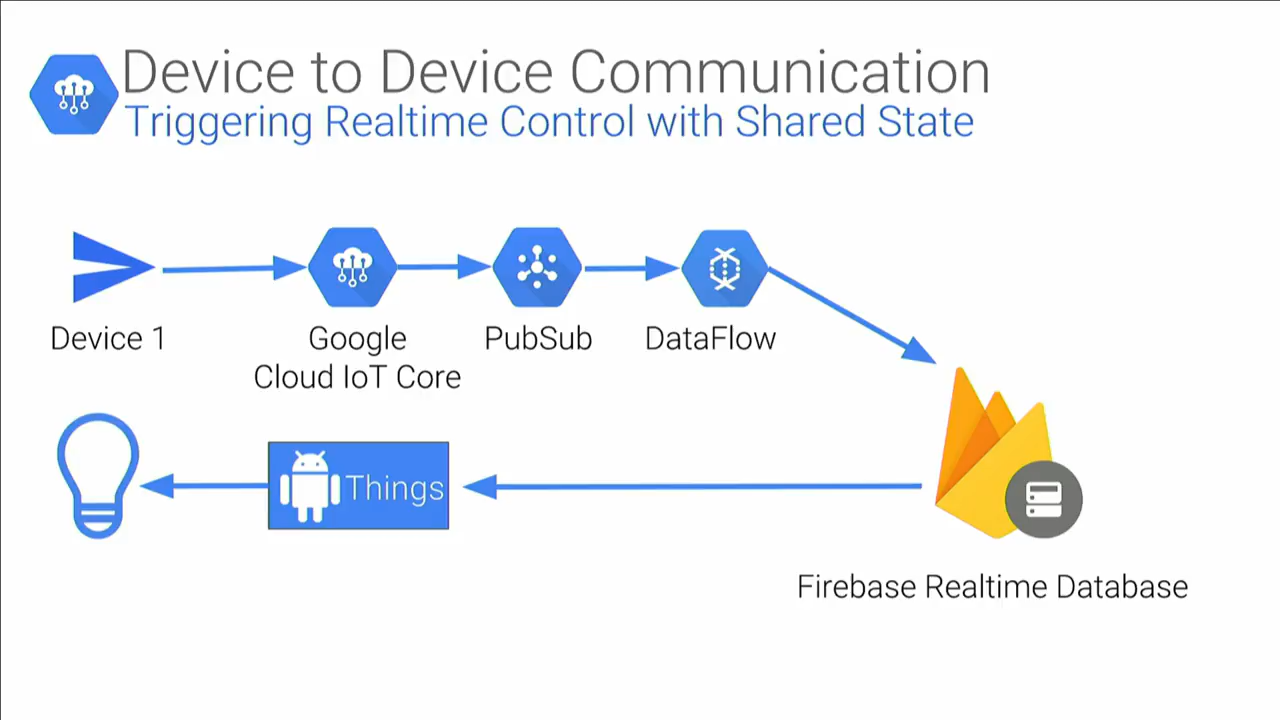 Device to Device Communication
Triggering Realtime Control with Shared State
Device 1
Google
Cloud IoT Core
PubSub
DataFlow
Things
Firebase Realtime Database